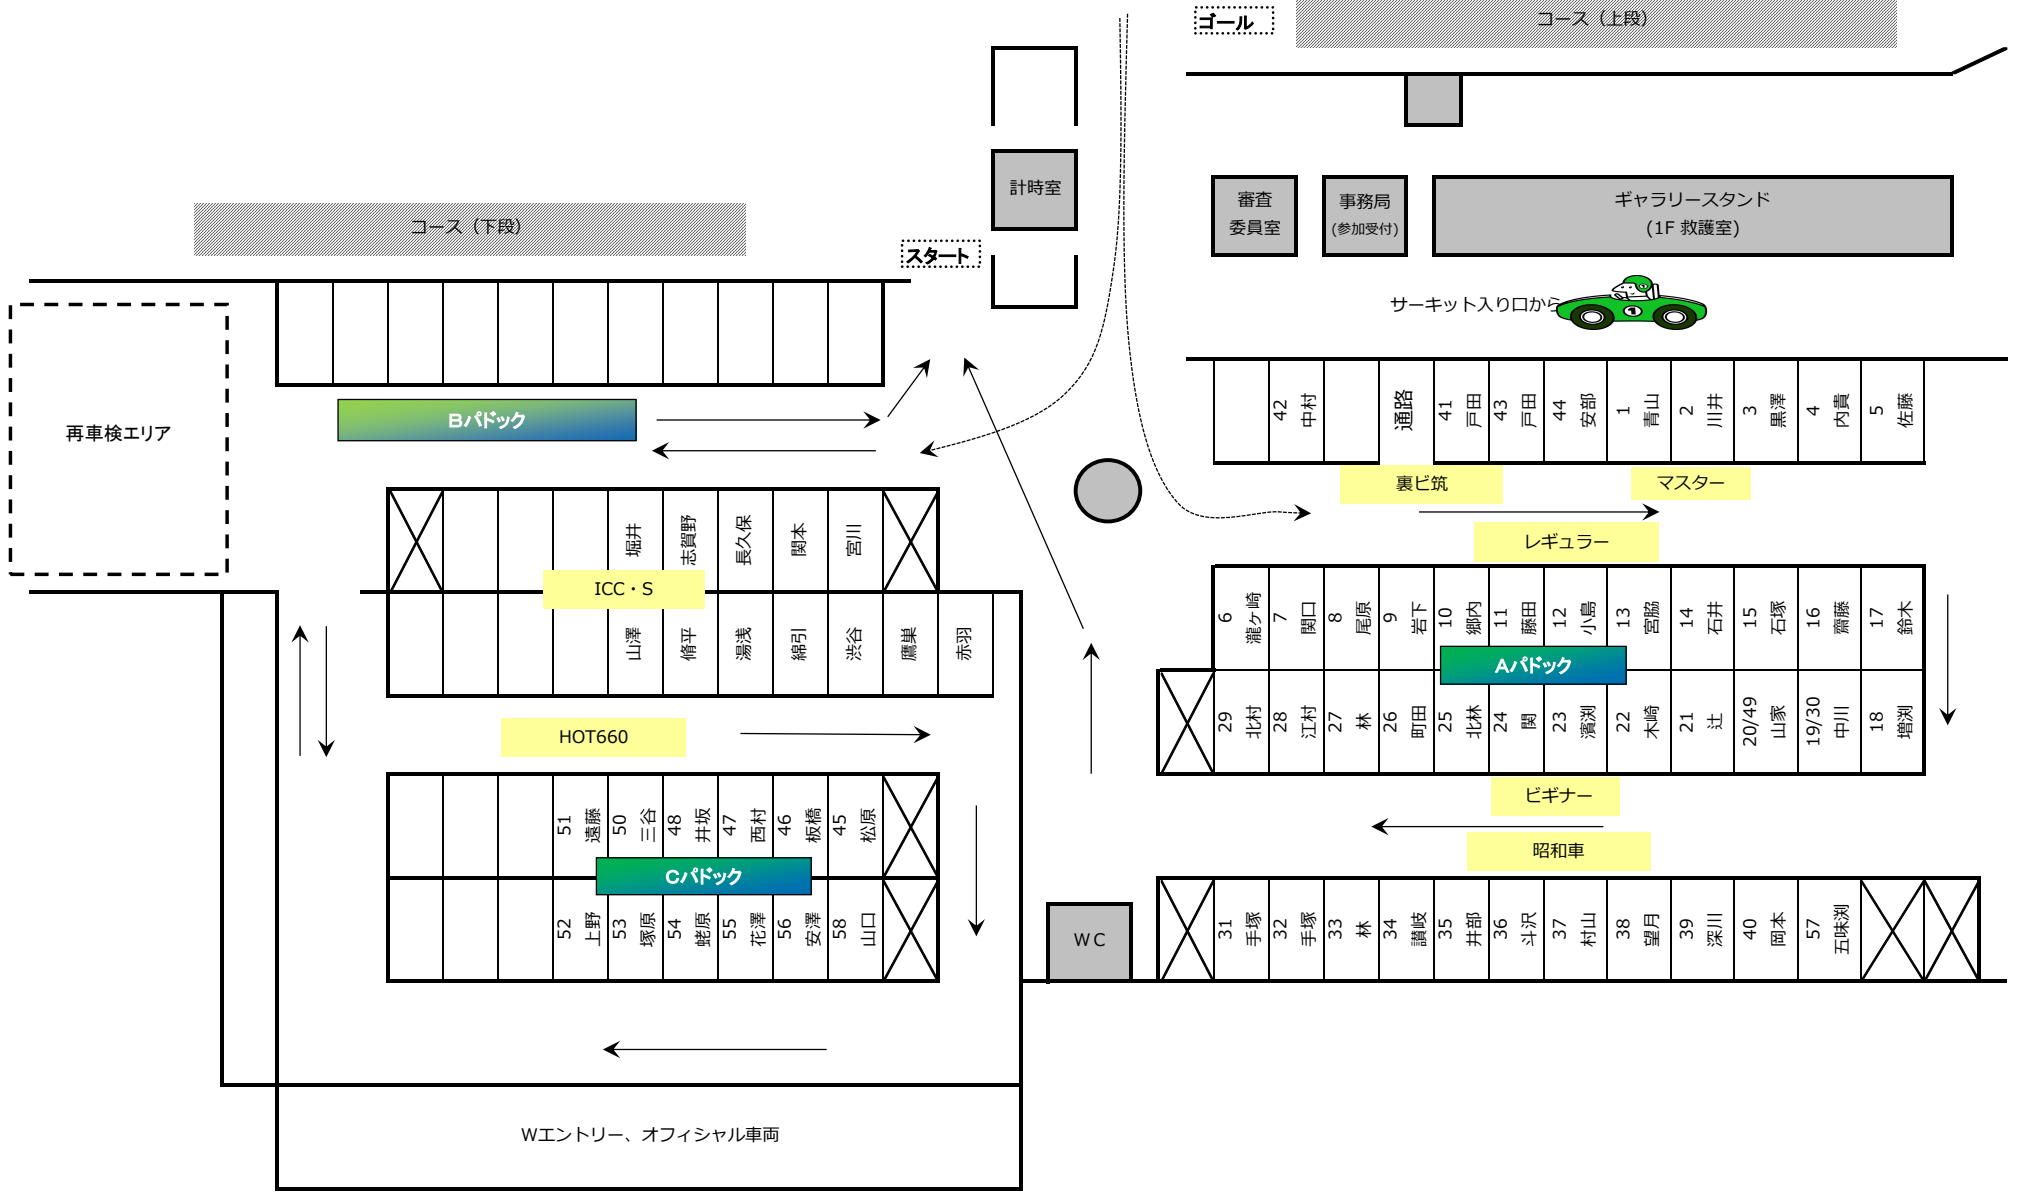 ゴール
コース（上段）
計時室
審査
委員室
事務局
(参加受付)
ギャラリースタンド
(1F 救護室)
コース（下段）
スタート
サーキット入り口から
1
再車検エリア
Bパドック
42 中村
通路
41 戸田
43 戸田
44 安部
1 青山
2 川井
3 黒澤
4 内貴
5 佐藤
裏ビ筑
マスター
レギュラー
堀井
志賀野
長久保
関本
宮川
ICC・S
山澤
脩平
湯浅
綿引
渋谷
鷹巣
赤羽
6 瀧ヶ崎
7 関口
8 尾原
9 岩下
10 郷内
11 藤田
12 小島
13 宮脇
14 石井
15 石塚
16 齋藤
17 鈴木
Aパドック
29 北村
28 江村
27 林
26 町田
25 北林
24 関
23 濱渕
22 木崎
21 辻
20/49 山家
19/30 中川
18 増渕
HOT660
ビギナー
昭和車
51 遠藤
50 三谷
48 井坂
47 西村
46 板橋
45 松原
Cパドック
52 上野
53 塚原
54 蛯原
55 花澤
56 安澤
58 山口
WC
31 手塚
32 手塚
33 林
34 讃岐
35 井部
36 斗沢
37 村山
38 望月
39 深川
40 岡本
57 五味渕
Wエントリー、オフィシャル車両